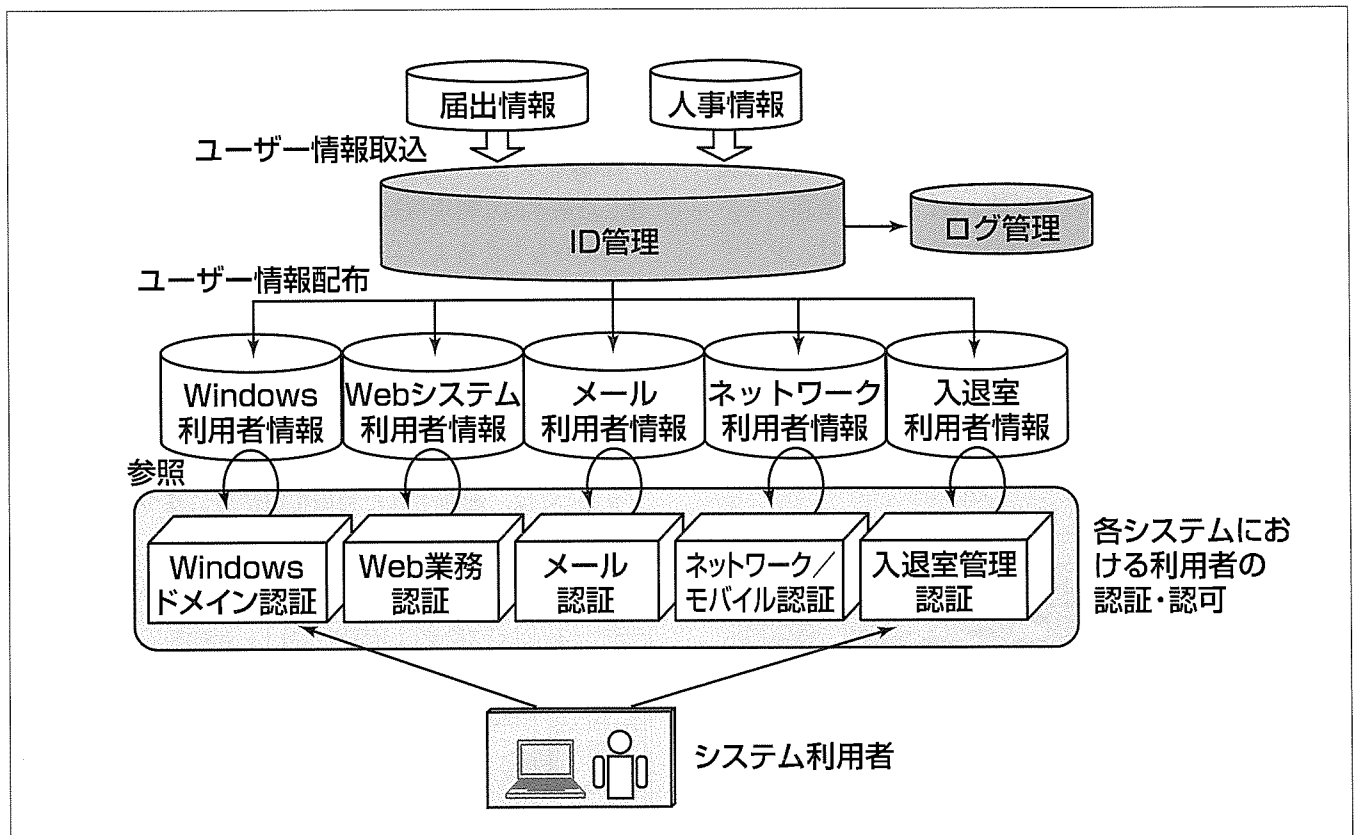 届出情報
人事情報
ユーザー情報取込
ID管理
ログ管理
ユーザー情報配布
Windows
利用者情報
Webシステム
利用者情報
メール
利用者情報
ネットワーク
利用者情報
入退室
利用者情報
参照
Windows
ドメイン認証
Web業務
認証
メール
認証
ネットワーク／
モバイル認証
入退室管理
認証
各システムにお
ける利用者の
認証・認可
システム利用者